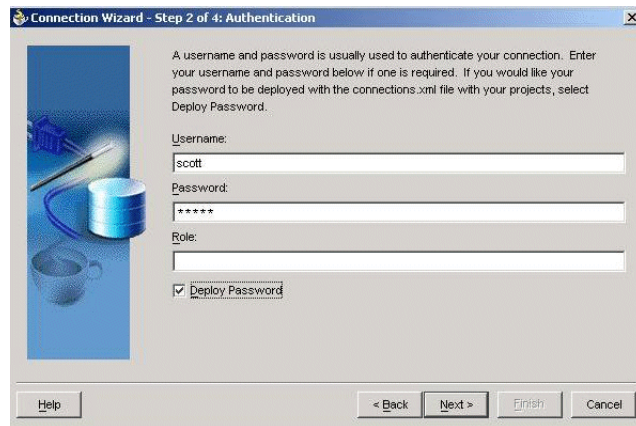 Connection Wizard - Step 2 of 4: Authentication
A username and password is usually used to authenticate your connection. Enter
your username and password below if one is required. If you would like your
password to be deployed with the connections.xml file with your projects, select
Deploy Password.
Username:
scott
Password:
*****
Role:
Deploy Password
Help
< Back
Next >
Finish
Cancel